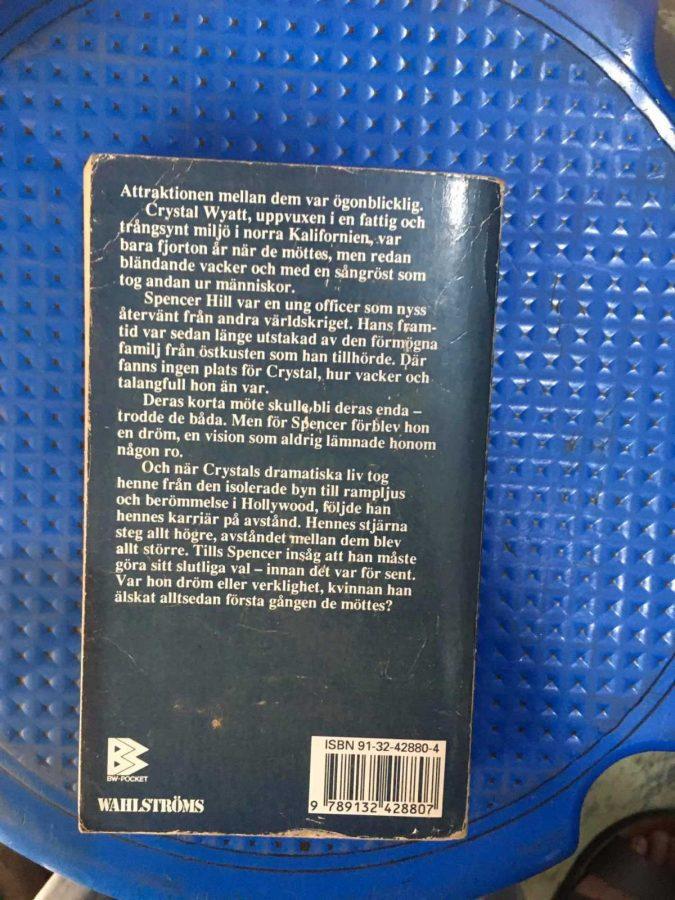 Attraktionen mellan dem var ögonblicklig.
Crystal Wyatt, uppvuxen i en fattig och
trångsynt miljö i norra Kalifornien, var
bara fjorton år när de möttes, men redan
bländande vacker och med en sångröst som
tog andan ur människor.
Spencer Hill var en ung officer som nyss
återvänt från andra världskriget. Hans fram-
tid var sedan länge utstakad av den förmögna
familj från östkusten som han tillhörde. Där
fanns ingen plats för Crystal, hur vacker och
talangfull hon än var.
Deras korta möte skulle bli deras enda –
trodde de båda. Men för Spencer förblev hon
en dröm, en vision som aldrig lämnade honom
någon ro.
Och när Crystals dramatiska liv tog
henne från den isolerade byn till rampljus
och berömmelse i Hollywood, följde han
hennes karriär på avstånd. Hennes stjärna
steg allt högre, avståndet mellan dem blev
allt större. Tills Spencer insåg att han måste
göra sitt slutliga val – innan det var för sent.
Var hon dröm eller verklighet, kvinnan han
älskat alltsedan första gången de möttes?
BW-POCKET
WAHLSTRÖMS
ISBN 91-32-42880-4
9 789132 428807